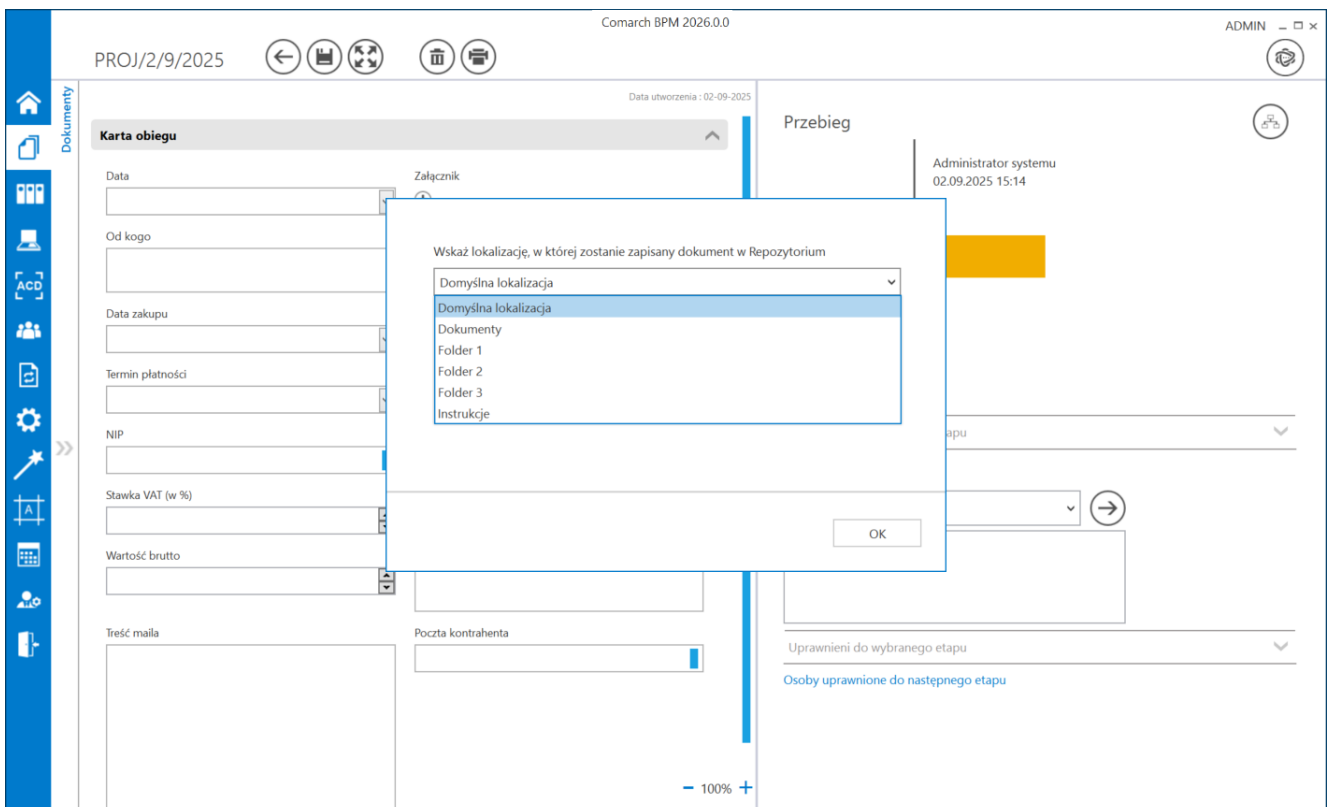 Comarch BPM 2026.0.0
ADMIN
PROJ/2/9/2025
Dokumenty
Data utworzenia : 02-09-2025
Karta obiegu
Data
Załącznik
Od kogo
Data zakupu
Termin płatności
NIP
Stawka VAT (w %)
Wartość brutto
Treść maila
Poczta kontrahenta
100%
Wskaż lokalizację, w której zostanie zapisany dokument w Repozytorium
Domyślna lokalizacja
Domyślna lokalizacja
Dokumenty
Folder 1
Folder 2
Folder 3
Instrukcje
OK
Przebieg
Administrator systemu
02.09.2025 15:14
apu
Uprawnieni do wybranego etapu
Osoby uprawnione do następnego etapu
ACD
A